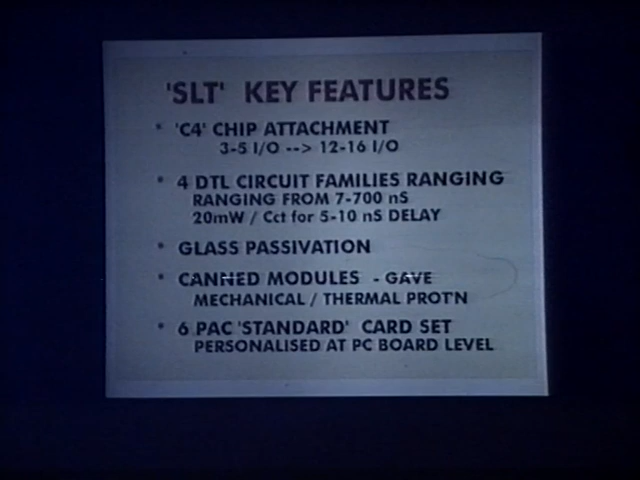 'SLT' KEY FEATURES
* 'C4' CHIP ATTACHMENT
3-5 I/O --> 12-16 I/O
* 4 DTL CIRCUIT FAMILIES RANGING
RANGING FROM 7-700 nS
20mW / Cct for 5-10 nS DELAY
* GLASS PASSIVATION
* CANNED MODULES - GAVE
MECHANICAL / THERMAL PROT'N
* 6 PAC 'STANDARD' CARD SET
PERSONALISED AT PC BOARD LEVEL